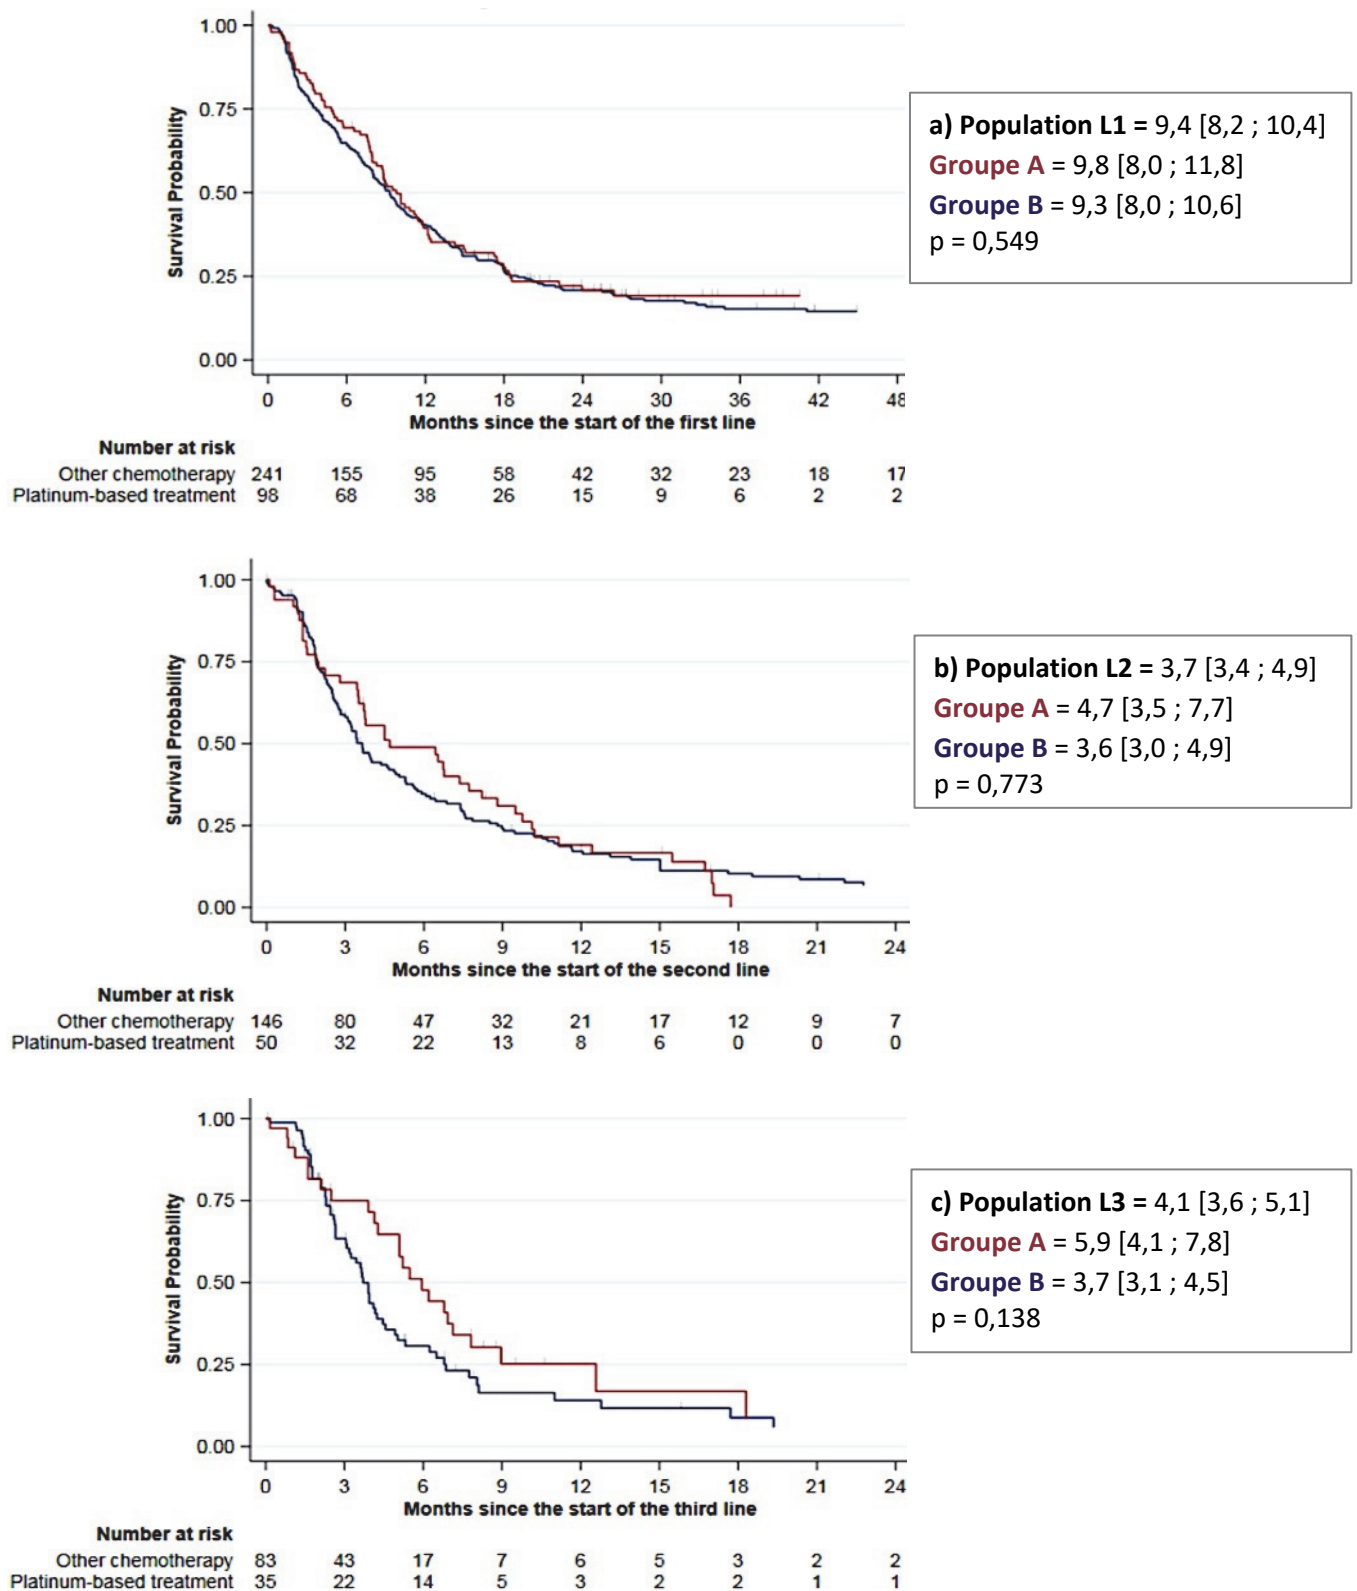 1.00
0.75
0.50
0.25
0.00
Survival Probability
0 6 12 18 24 30 36 42 48
Months since the start of the first line
Number at risk
Other chemotherapy 241 155 95 58 42 32 23 18 17
Platinum-based treatment 98 68 38 26 15 9 6 2 2
a) Population L1 = 9,4 [8,2 ; 10,4]
Groupe A = 9,8 [8,0 ; 11,8]
Groupe B = 9,3 [8,0 ; 10,6]
p = 0,549
1.00
0.75
0.50
0.25
0.00
Survival Probability
0 3 6 9 12 15 18 21 24
Months since the start of the second line
Number at risk
Other chemotherapy 146 80 47 32 21 17 12 9 7
Platinum-based treatment 50 32 22 13 8 6 0 0 0
b) Population L2 = 3,7 [3,4 ; 4,9]
Groupe A = 4,7 [3,5 ; 7,7]
Groupe B = 3,6 [3,0 ; 4,9]
p = 0,773
1.00
0.75
0.50
0.25
0.00
Survival Probability
0 3 6 9 12 15 18 21 24
Months since the start of the third line
Number at risk
Other chemotherapy 83 43 17 7 6 5 3 2 2
Platinum-based treatment 35 22 14 5 3 2 2 1 1
c) Population L3 = 4,1 [3,6 ; 5,1]
Groupe A = 5,9 [4,1 ; 7,8]
Groupe B = 3,7 [3,1 ; 4,5]
p = 0,138